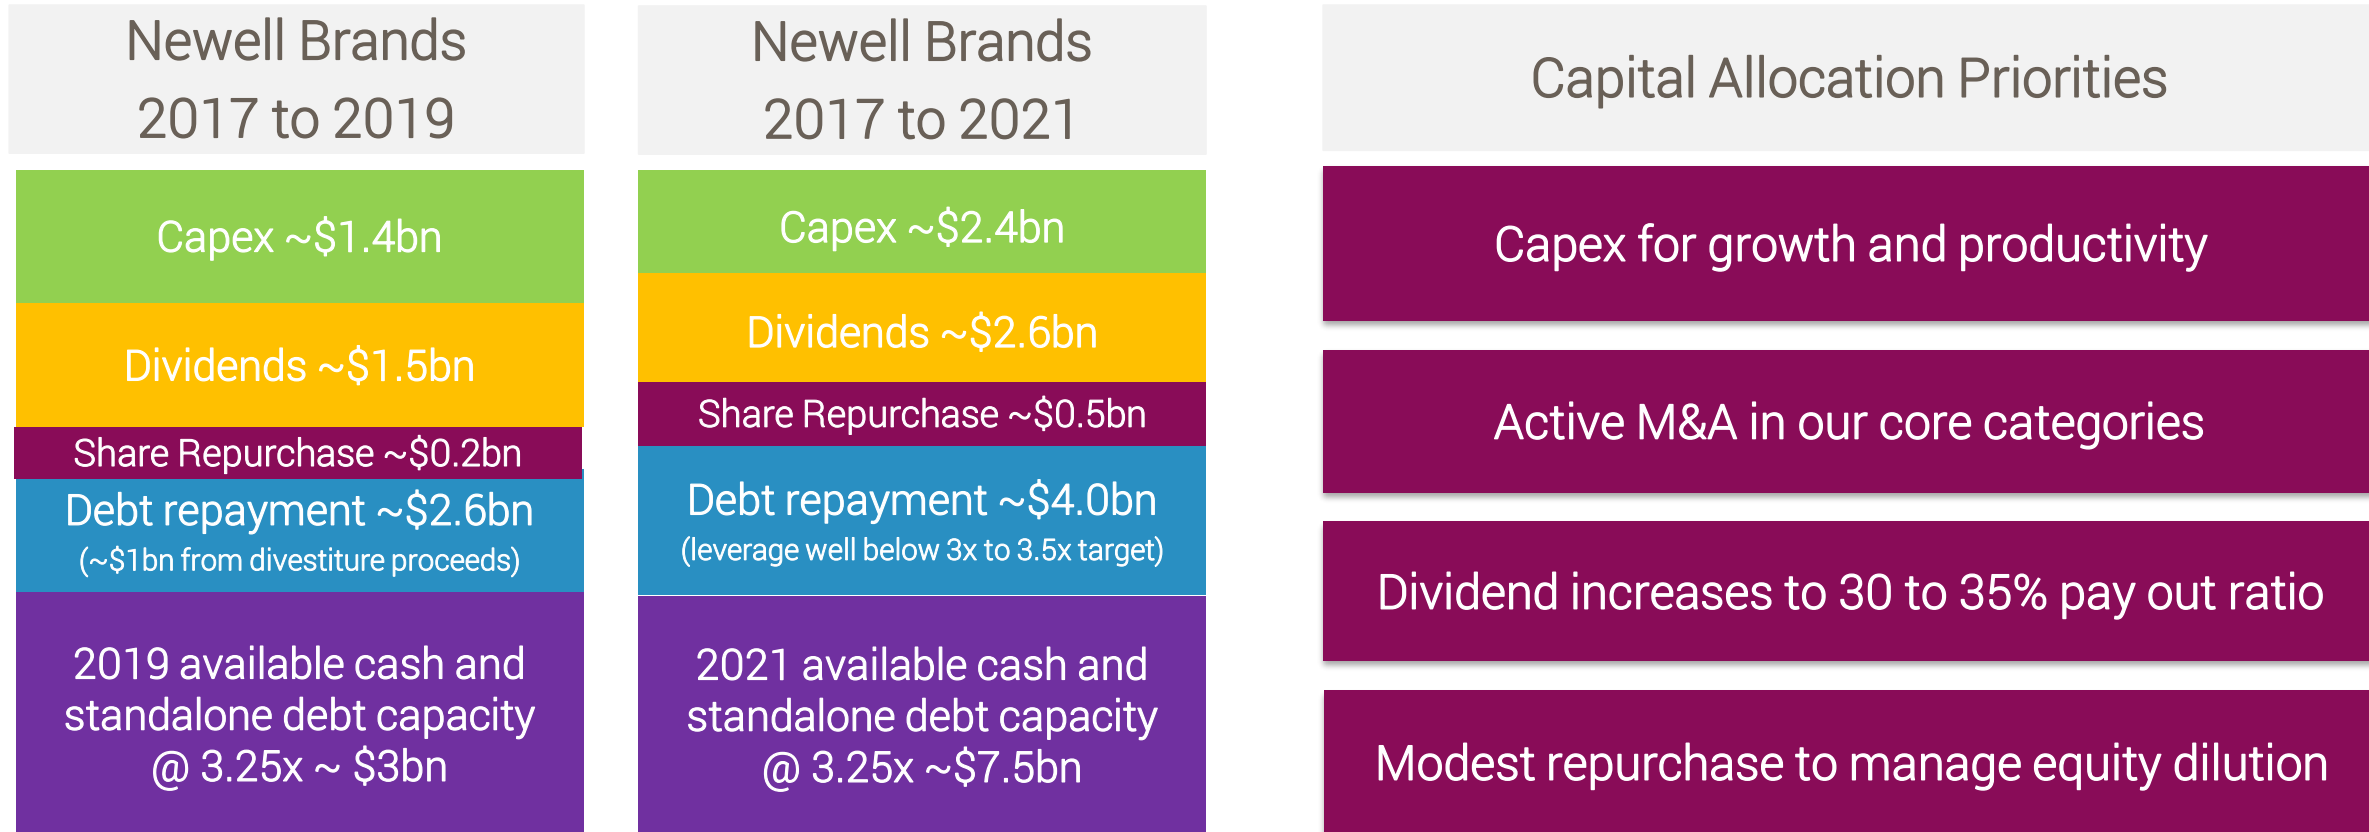 Newell Brands
2017 to 2019
Capex ~$1.4bn
Dividends ~$1.5bn
Share Repurchase ~$0.2bn
Debt repayment ~$2.6bn
(~$1bn from divestiture proceeds)
2019 available cash and
standalone debt capacity
@ 3.25x ~ $3bn
Newell Brands
2017 to 2021
Capex ~$2.4bn
Dividends ~$2.6bn
Share Repurchase ~$0.5bn
Debt repayment ~$4.0bn
(leverage well below 3x to 3.5x target)
2021 available cash and
standalone debt capacity
@ 3.25x ~$7.5bn
Capital Allocation Priorities
Capex for growth and productivity
Active M&A in our core categories
Dividend increases to 30 to 35% pay out ratio
Modest repurchase to manage equity dilution